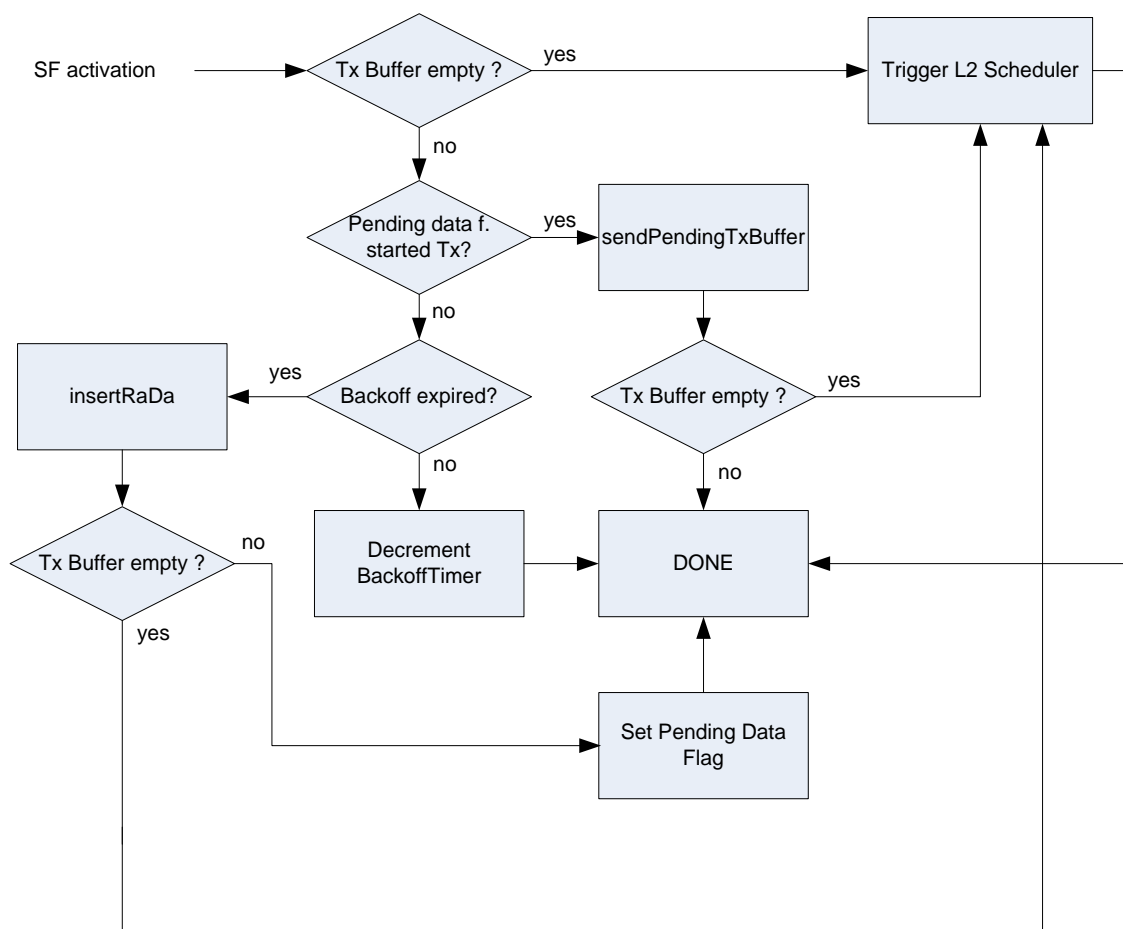 SF activation
Tx Buffer empty ?
yes
Trigger L2 Scheduler
no
Pending data f.
started Tx?
yes
sendPendingTxBuffer
no
insertRaDa
yes
Backoff expired?
Tx Buffer empty ?
yes
no
no
Tx Buffer empty ?
no
Decrement
BackoffTimer
DONE
yes
Set Pending Data
Flag